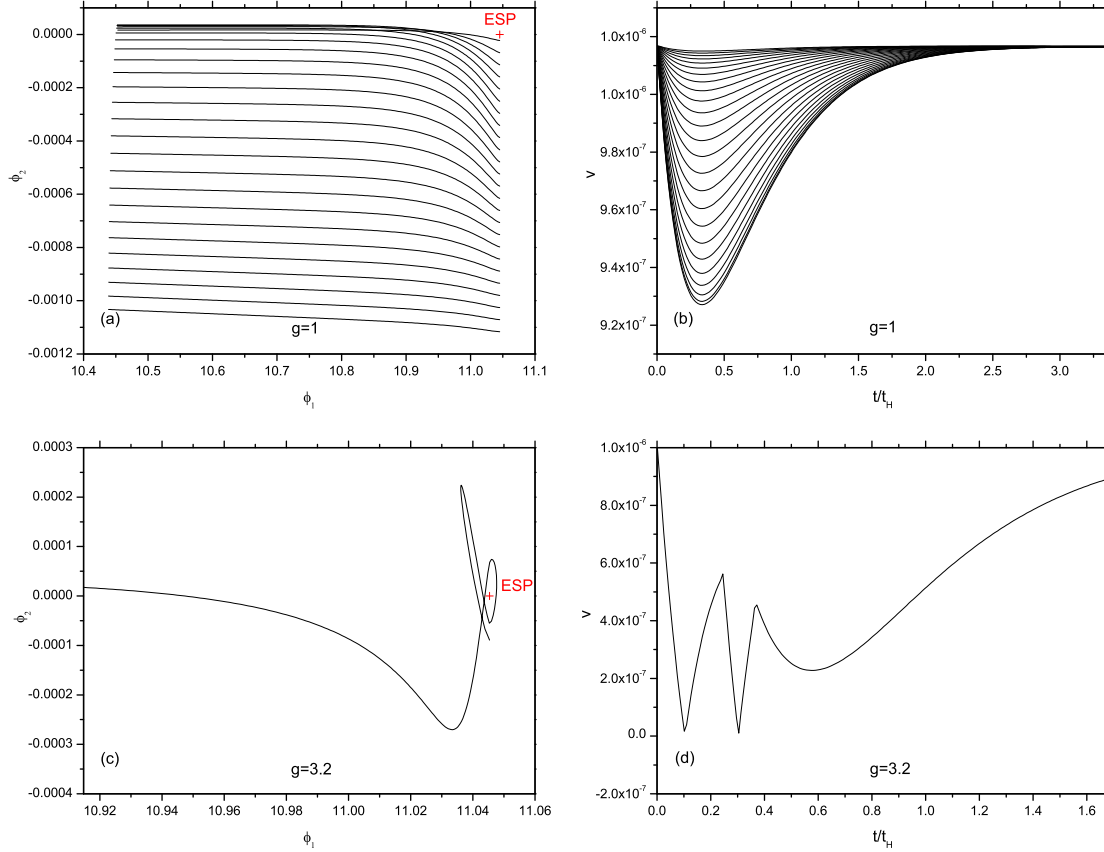 ESP
0.0000
-0.0002
-0.0004
-0.0006
-0.0008
-0.0010
-0.0012
ϕ2
(a)
g=1
10.4 10.5 10.6 10.7 10.8 10.9 11.0 11.1
ϕ1
1.0x10-6
1.0x10-6
9.8x10-7
9.6x10-7
9.4x10-7
9.2x10-7
v
(b)
g=1
0.0 0.5 1.0 1.5 2.0 2.5 3.0
t/tH
0.0003
0.0002
0.0001
0.0000
-0.0001
-0.0002
-0.0003
-0.0004
ϕ2
ESP
(c)
g=3.2
10.92 10.94 10.96 10.98 11.00 11.02 11.04 11.06
ϕ1
1.0x10-6
8.0x10-7
6.0x10-7
4.0x10-7
2.0x10-7
0.0
-2.0x10-7
v
(d)
g=3.2
0.0 0.2 0.4 0.6 0.8 1.0 1.2 1.4 1.6
t/tH